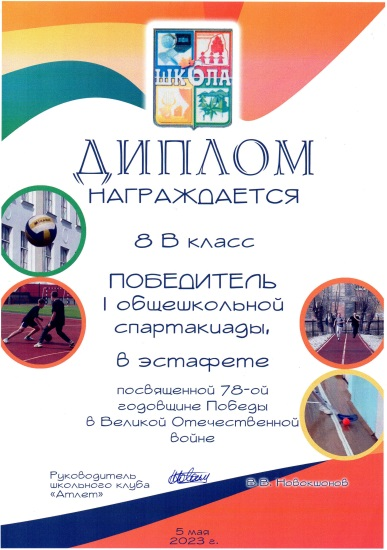 ШКОЛА
ДИПЛОМ
НАГРАЖДАЕТСЯ
8 В класс
ПОБЕДИТЕЛЬ
I общешкольной
спартакиады,
в эстафете
посвященной 78-ой
годовщине Победы
в Великой Отечественной
войне
Руководитель
школьного клуба
«Атлет»
В.В. Новокшонов
5 мая
2023 г.